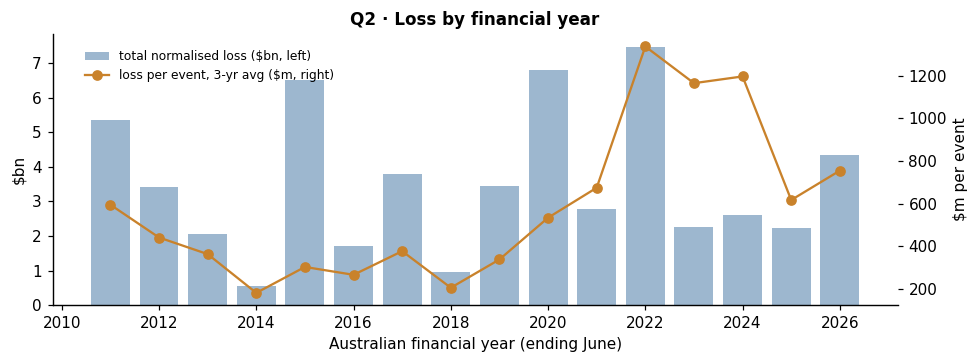 Q2 · Loss by financial year
total normalised loss ($bn, left)
loss per event, 3-yr avg ($m, right)
$bn
7
6
5
4
3
2
1
0
1200
1000
800
600
400
200
$m per event
2010 2012 2014 2016 2018 2020 2022 2024 2026
Australian financial year (ending June)